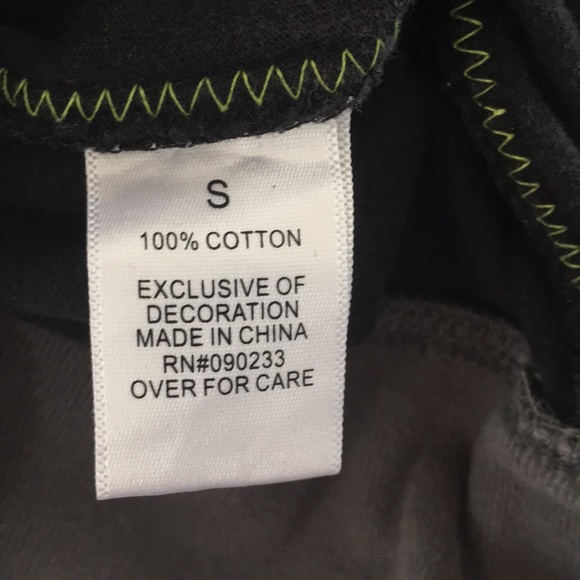 S
100% COTTON
EXCLUSIVE OF
DECORATION
MADE IN CHINA
RN#090233
OVER FOR CARE